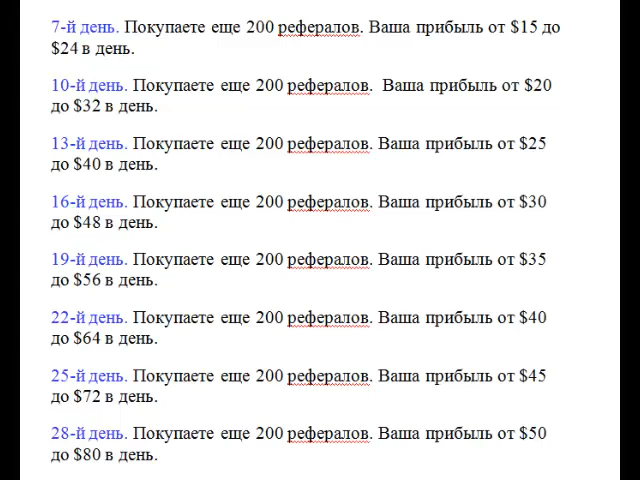 7-й день. Покупаете еще 200 рефералов. Ваша прибыль от $15 до
$24 в день.
10-й день. Покупаете еще 200 рефералов. Ваша прибыль от $20
до $32 в день.
13-й день. Покупаете еще 200 рефералов. Ваша прибыль от $25
до $40 в день.
16-й день. Покупаете еще 200 рефералов. Ваша прибыль от $30
до $48 в день.
19-й день. Покупаете еще 200 рефералов. Ваша прибыль от $35
до $56 в день.
22-й день. Покупаете еще 200 рефералов. Ваша прибыль от $40
до $64 в день.
25-й день. Покупаете еще 200 рефералов. Ваша прибыль от $45
до $72 в день.
28-й день. Покупаете еще 200 рефералов. Ваша прибыль от $50
до $80 в день.